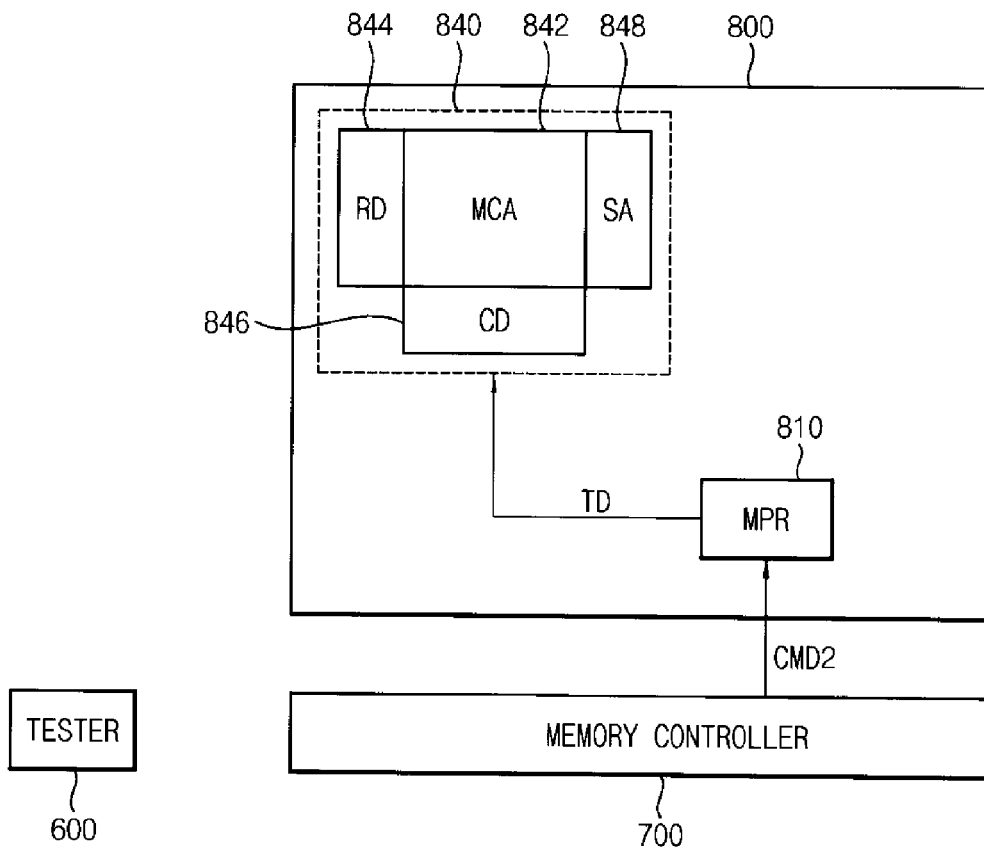 844 840 842 848 800
RD MCA SA
846 CD
810
TD MPR
CMD2
TESTER MEMORY CONTROLLER
600 700